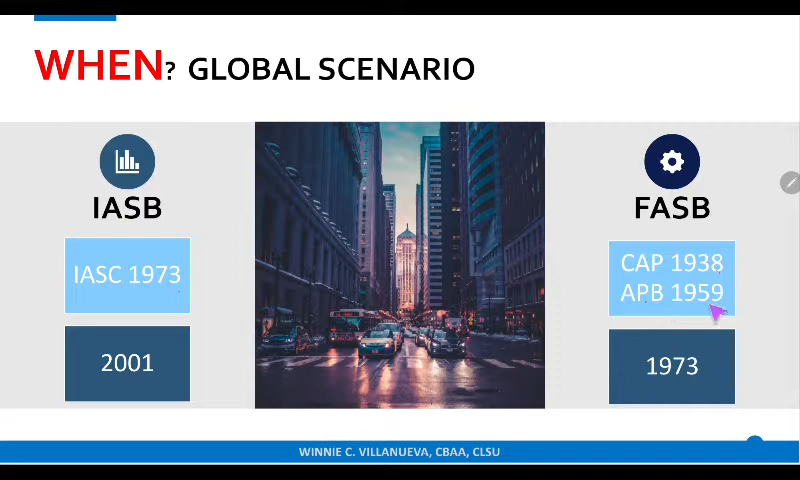 WHEN? GLOBAL SCENARIO
IASB
IASC 1973
2001
FASB
CAP 1938
APB 1959
1973
WINNIE C. VILLANUEVA, CBAA, CLSU